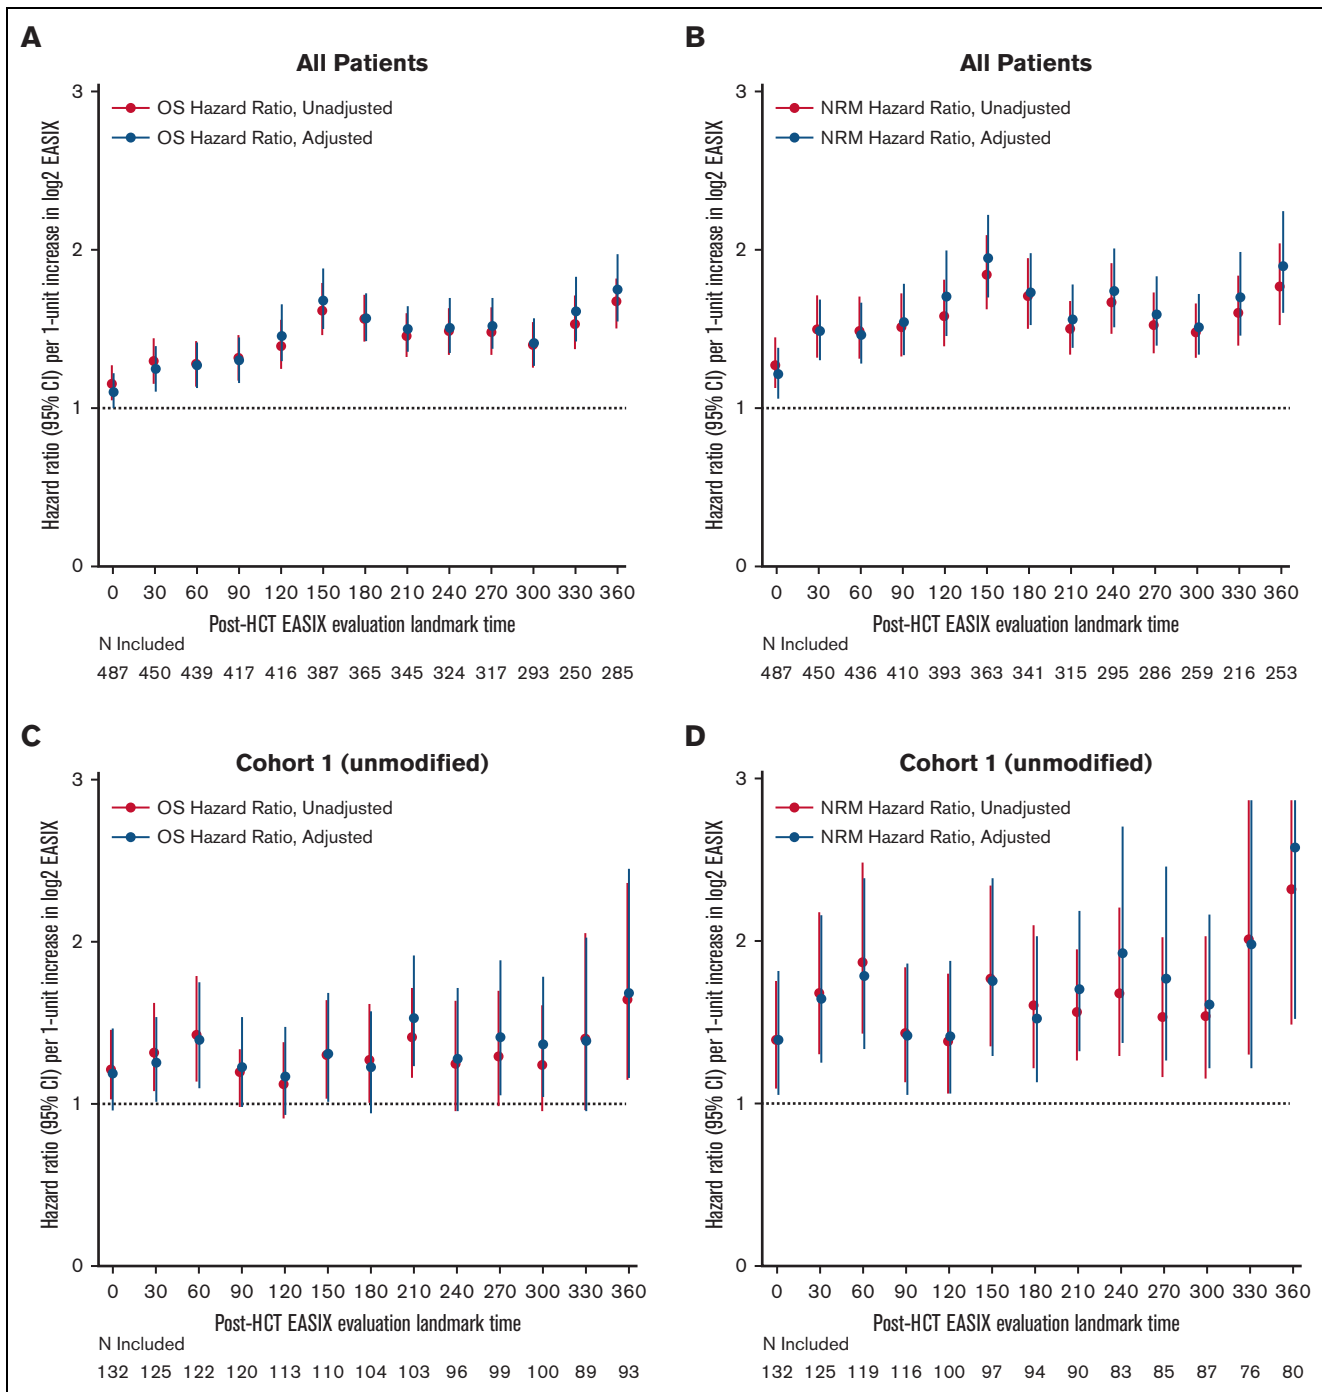 A
All Patients
OS Hazard Ratio, Unadjusted
OS Hazard Ratio, Adjusted
Hazard ratio (95% CI) per 1-unit increase in log2 EASIX
3
2
1
0
0 30 60 90 120 150 180 210 240 270 300 330 360
Post-HCT EASIX evaluation landmark time
N Included
487 450 439 417 416 387 365 345 324 317 293 250 285
B
All Patients
NRM Hazard Ratio, Unadjusted
NRM Hazard Ratio, Adjusted
Hazard ratio (95% CI) per 1-unit increase in log2 EASIX
3
2
1
0
0 30 60 90 120 150 180 210 240 270 300 330 360
Post-HCT EASIX evaluation landmark time
N Included
487 450 436 410 393 363 341 315 295 286 259 216 253
C
Cohort 1 (unmodified)
OS Hazard Ratio, Unadjusted
OS Hazard Ratio, Adjusted
Hazard ratio (95% CI) per 1-unit increase in log2 EASIX
3
2
1
0
0 30 60 90 120 150 180 210 240 270 300 330 360
Post-HCT EASIX evaluation landmark time
N Included
132 125 122 120 113 110 104 103 96 99 100 89 93
D
Cohort 1 (unmodified)
NRM Hazard Ratio, Unadjusted
NRM Hazard Ratio, Adjusted
Hazard ratio (95% CI) per 1-unit increase in log2 EASIX
3
2
1
0
0 30 60 90 120 150 180 210 240 270 300 330 360
Post-HCT EASIX evaluation landmark time
N Included
132 125 119 116 100 97 94 90 83 85 87 76 80